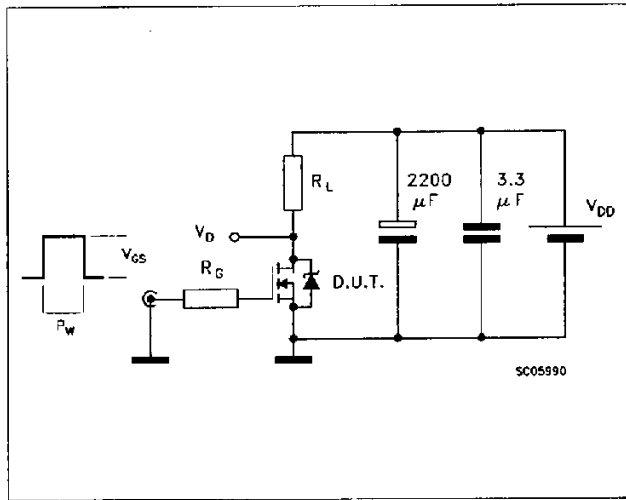 R_L
2200 μF
3.3 μF
V_DD
V_D
V_GS
R_G
D.U.T.
P_W
SC05990